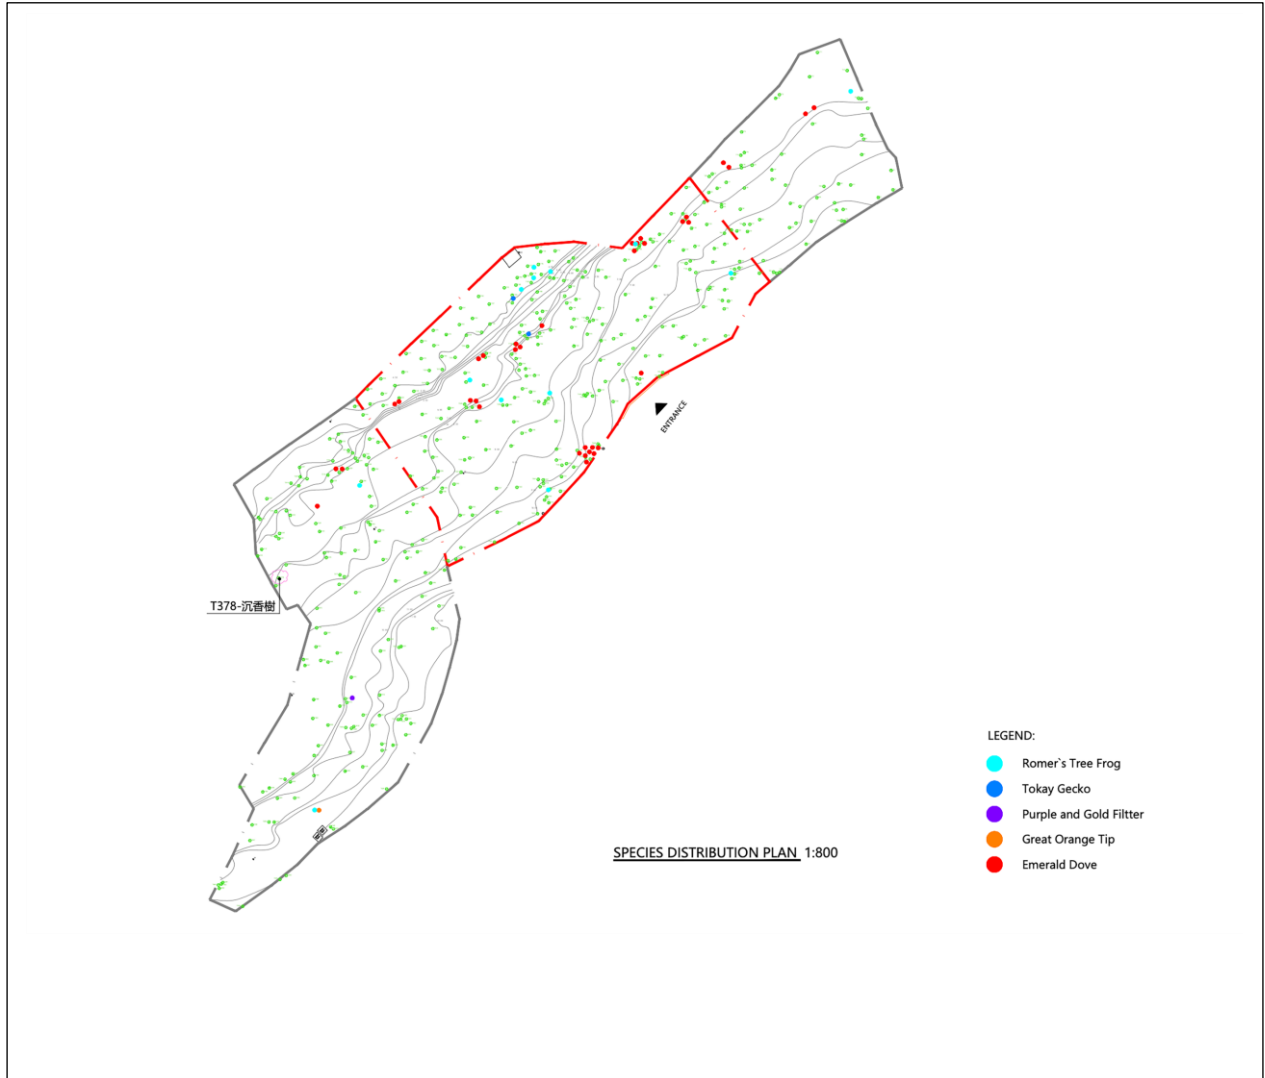 ENTRANCE
T378-沉香樹
LEGEND:
Romer`s Tree Frog
Tokay Gecko
Purple and Gold Filtter
Great Orange Tip
Emerald Dove
SPECIES DISTRIBUTION PLAN 1:800